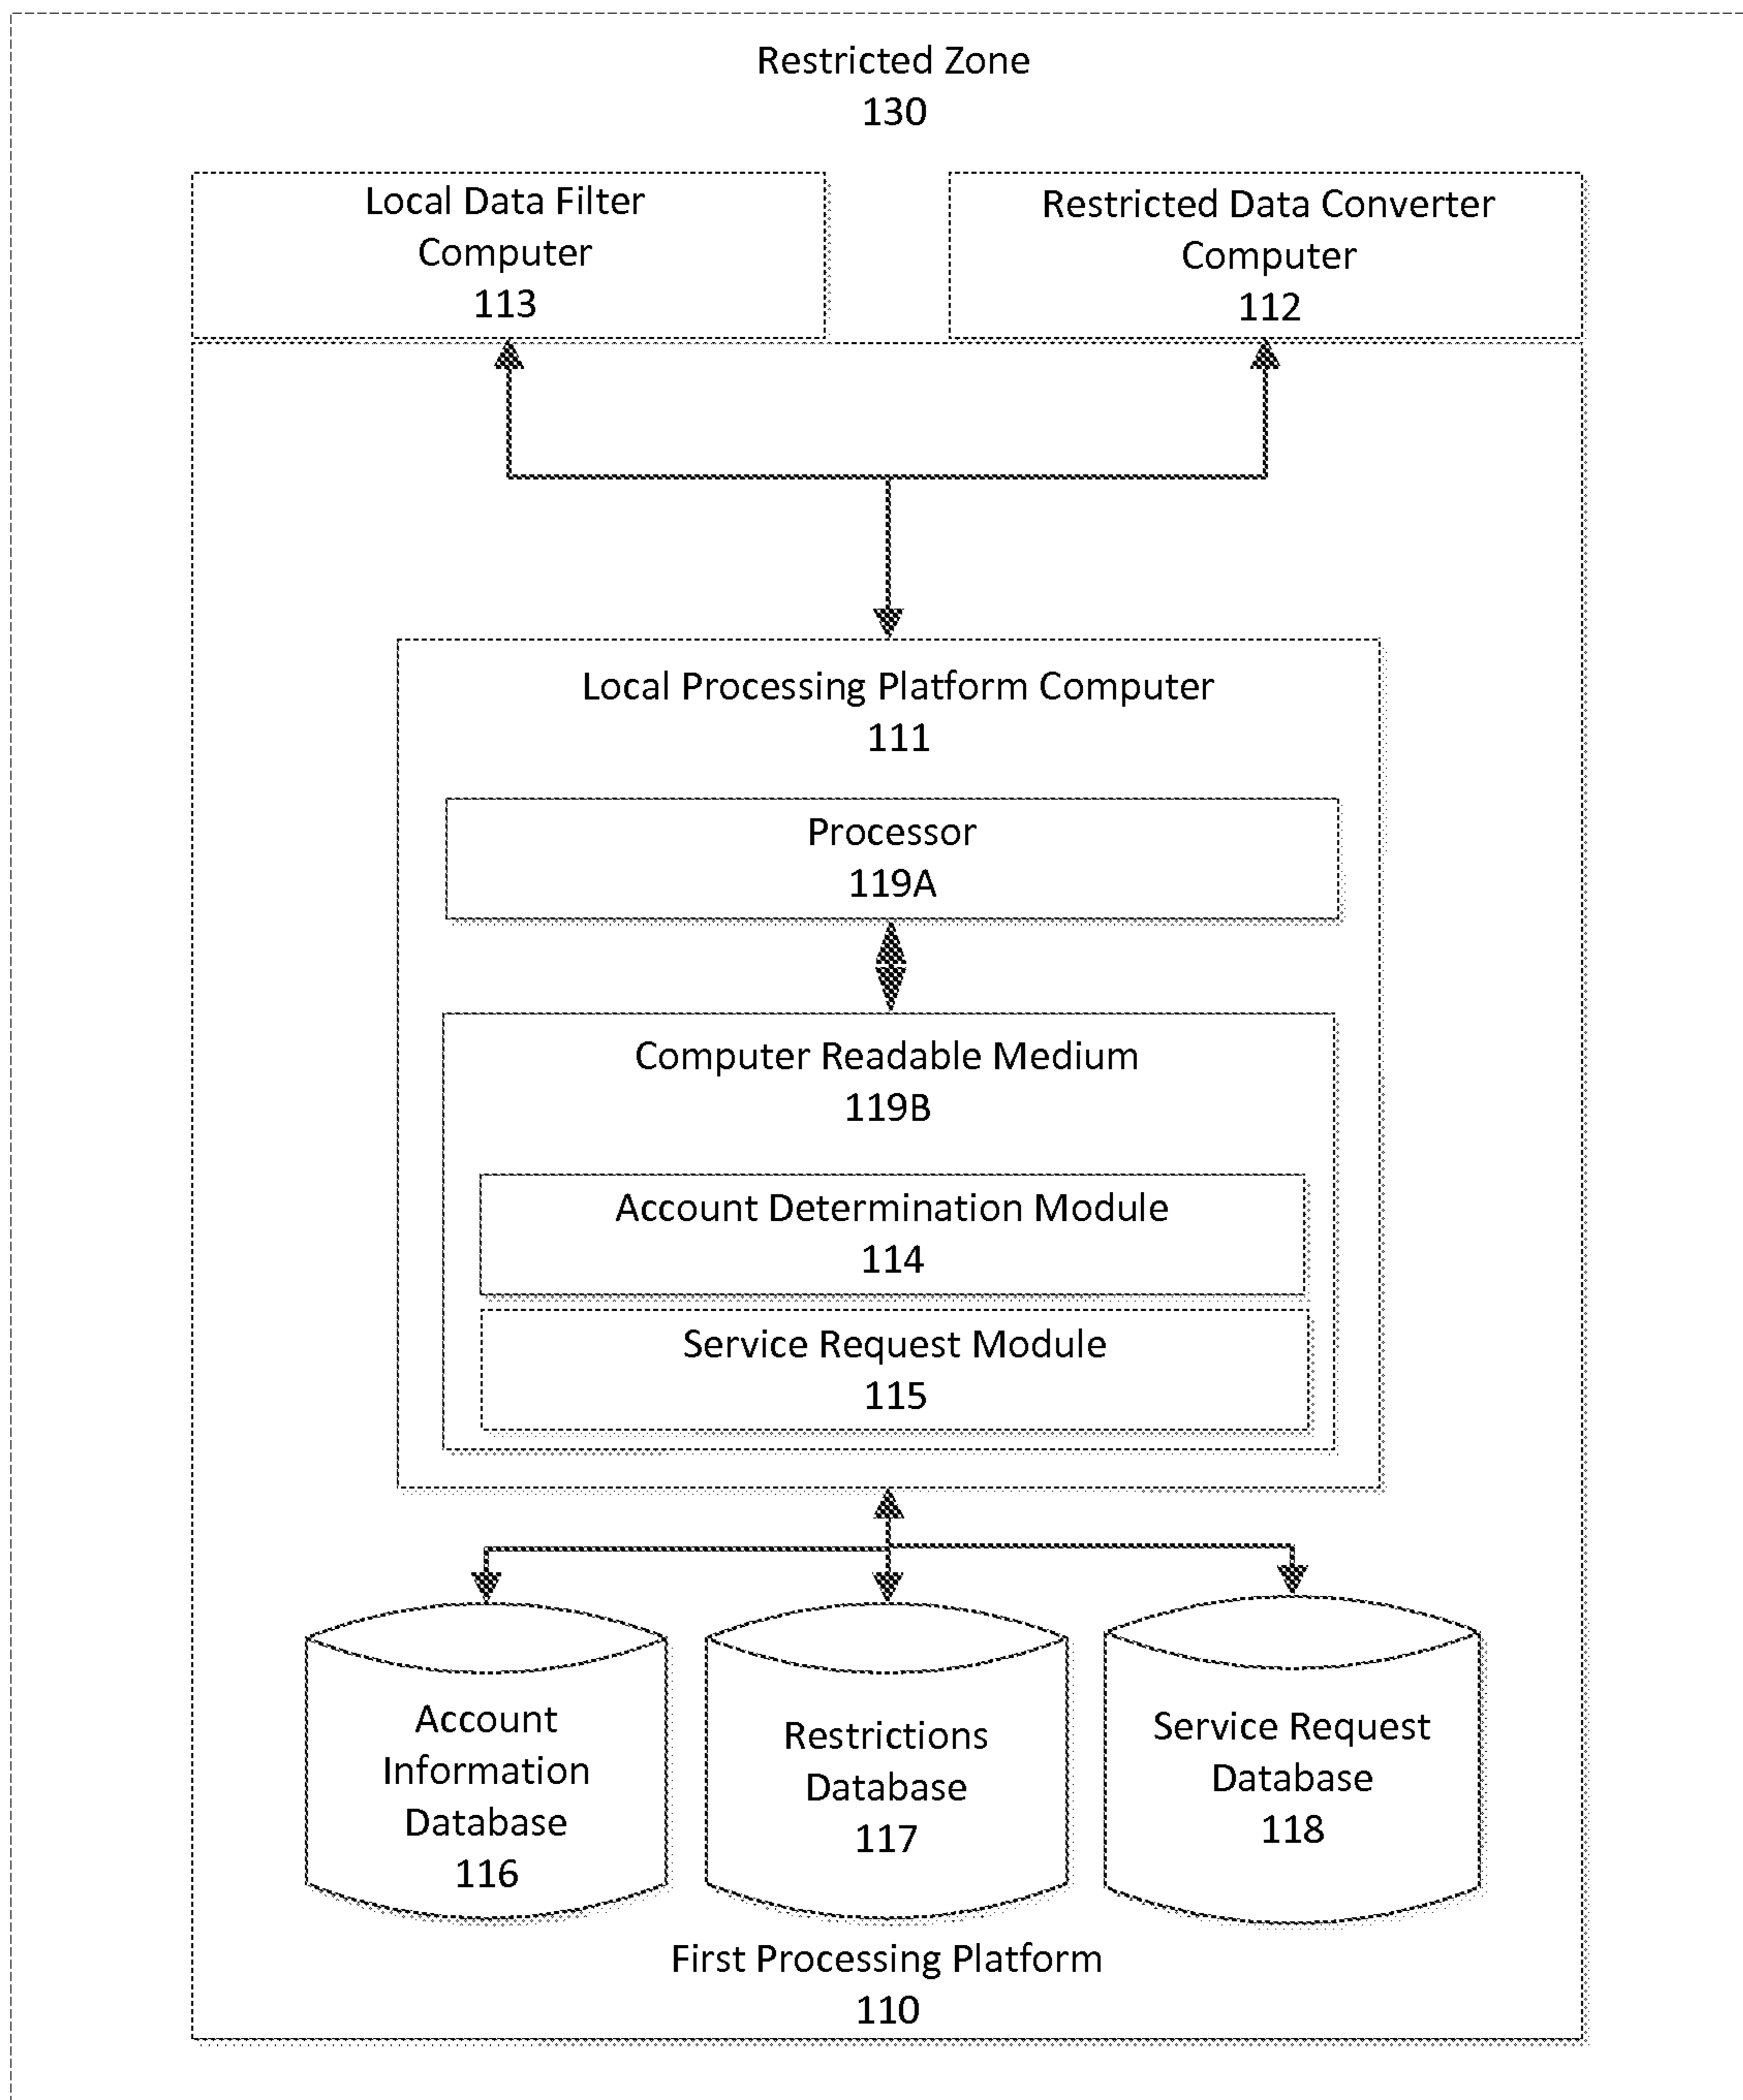 Restricted Zone
130
Local Data Filter
Computer
113
Restricted Data Converter
Computer
112
Local Processing Platform Computer
111
Processor
119A
Computer Readable Medium
119B
Account Determination Module
114
Service Request Module
115
Account
Information
Database
116
Restrictions
Database
117
Service Request
Database
118
First Processing Platform
110